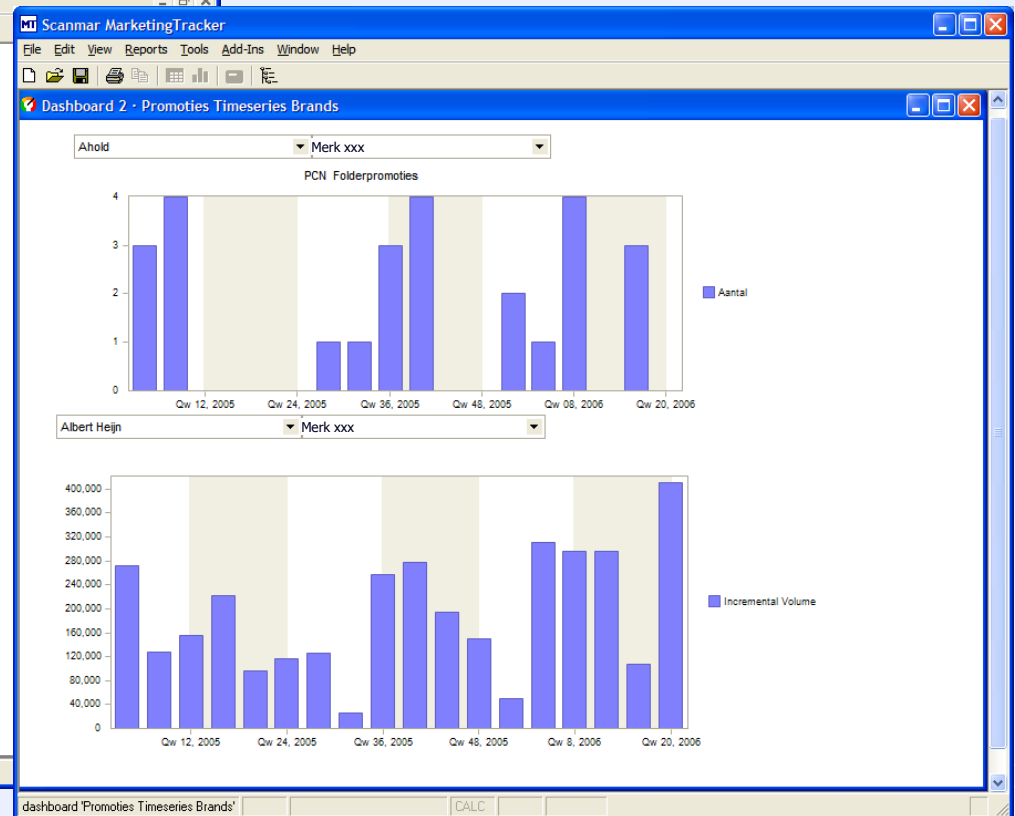 MT Scanmar MarketingTracker
File Edit View Reports Tools Add-Ins Window Help
Dashboard 2 - Promoties Timeseries Brands
Ahold Merk xxx
PCN Folderpromoties
4
3
2
1
0
Aantal
Qw 12, 2005 Qw 24, 2005 Qw 36, 2005 Qw 48, 2005 Qw 08, 2006 Qw 20, 2006
Albert Heijn Merk xxx
400,000
360,000
320,000
280,000
240,000
200,000
160,000
120,000
80,000
40,000
0
Incremental Volume
Qw 12, 2005 Qw 24, 2005 Qw 36, 2005 Qw 48, 2005 Qw 8, 2006 Qw 20, 2006
dashboard 'Promoties Timeseries Brands' CALC